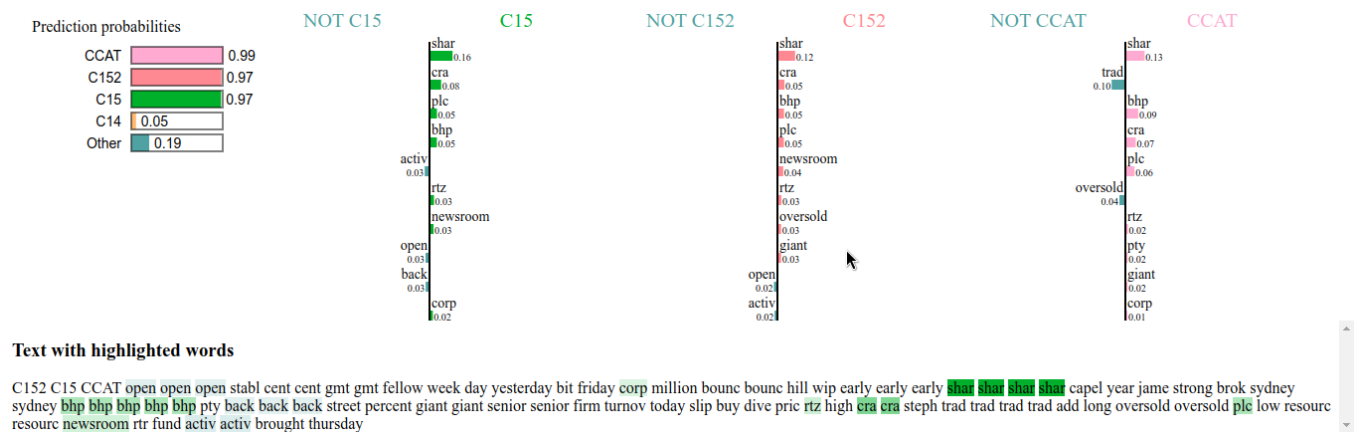 Prediction probabilities
CCAT 0.99
C152 0.97
C15 0.97
C14 0.05
Other 0.19
NOT C15 C15
shar
0.16
cra
0.08
plc
0.05
bhp
0.05
activ
0.03
rtz
0.03
newsroom
0.03
open
0.03
back
0.03
corp
0.02
NOT C152 C152
shar
0.12
cra
0.05
bhp
0.05
plc
0.05
newsroom
0.04
rtz
0.03
oversold
0.03
giant
0.03
open
0.02
activ
0.02
NOT CCAT CCAT
shar
0.13
trad
0.10
bhp
0.09
cra
0.07
plc
0.06
oversold
0.04
rtz
0.02
pty
0.02
giant
0.02
corp
0.01
Text with highlighted words
C152 C15 CCAT open open open stabl cent cent gmt gmt fellow week day yesterday bit friday corp million bounc bounc hill wip early early early shar shar shar shar capel year jame strong brok sydney
sydney bhp bhp bhp bhp bhp pty back back back street percent giant giant senior senior firm turnov today slip buy dive pric rtz high cra cra steph trad trad trad trad add long oversold oversold plc low resourc
resourc newsroom rtr fund activ activ brought thursday